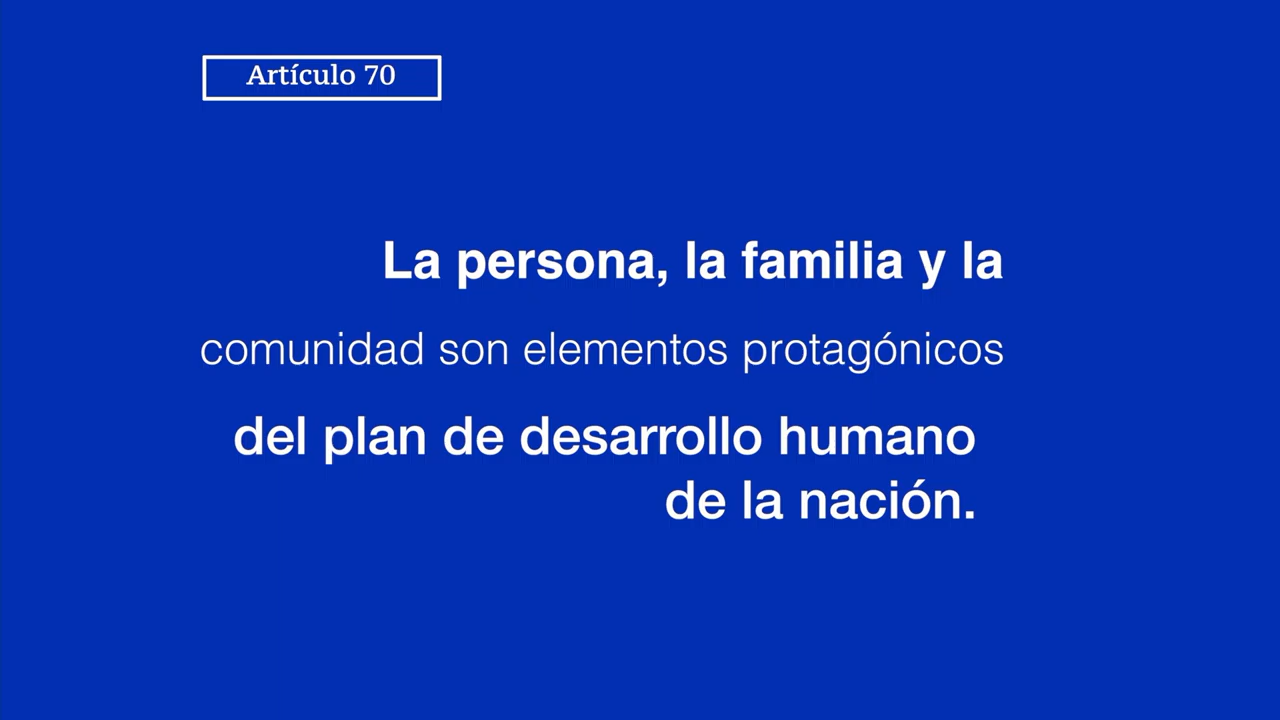 Artículo 70
La persona, la familia y la
comunidad son elementos protagónicos
del plan de desarrollo humano
de la nación.